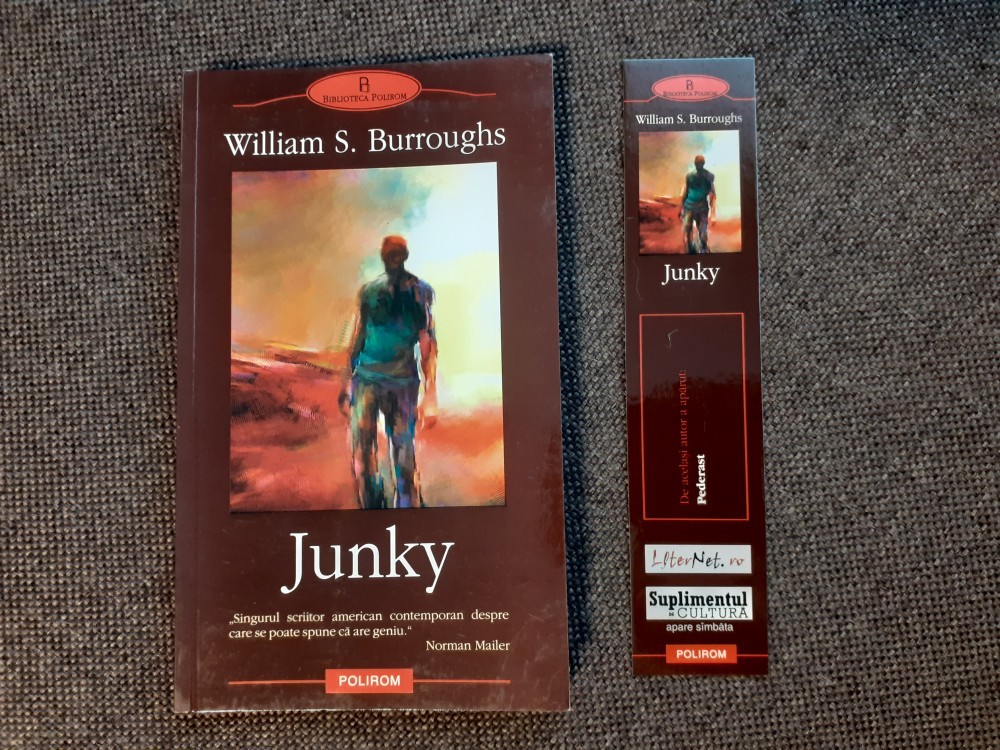 BIBLIOTECA POLIROM
William S. Burroughs
Junky
„Singurul scriitor american contemporan despre
care se poate spune că are geniu.“
Norman Mailer
POLIROM
BIBLIOTECA POLIROM
William S. Burroughs
Junky
De același autor a apărut:
Pederast
LIterNet.ro
Suplimentul
DE CULTURĂ
apare sîmbăta
POLIROM